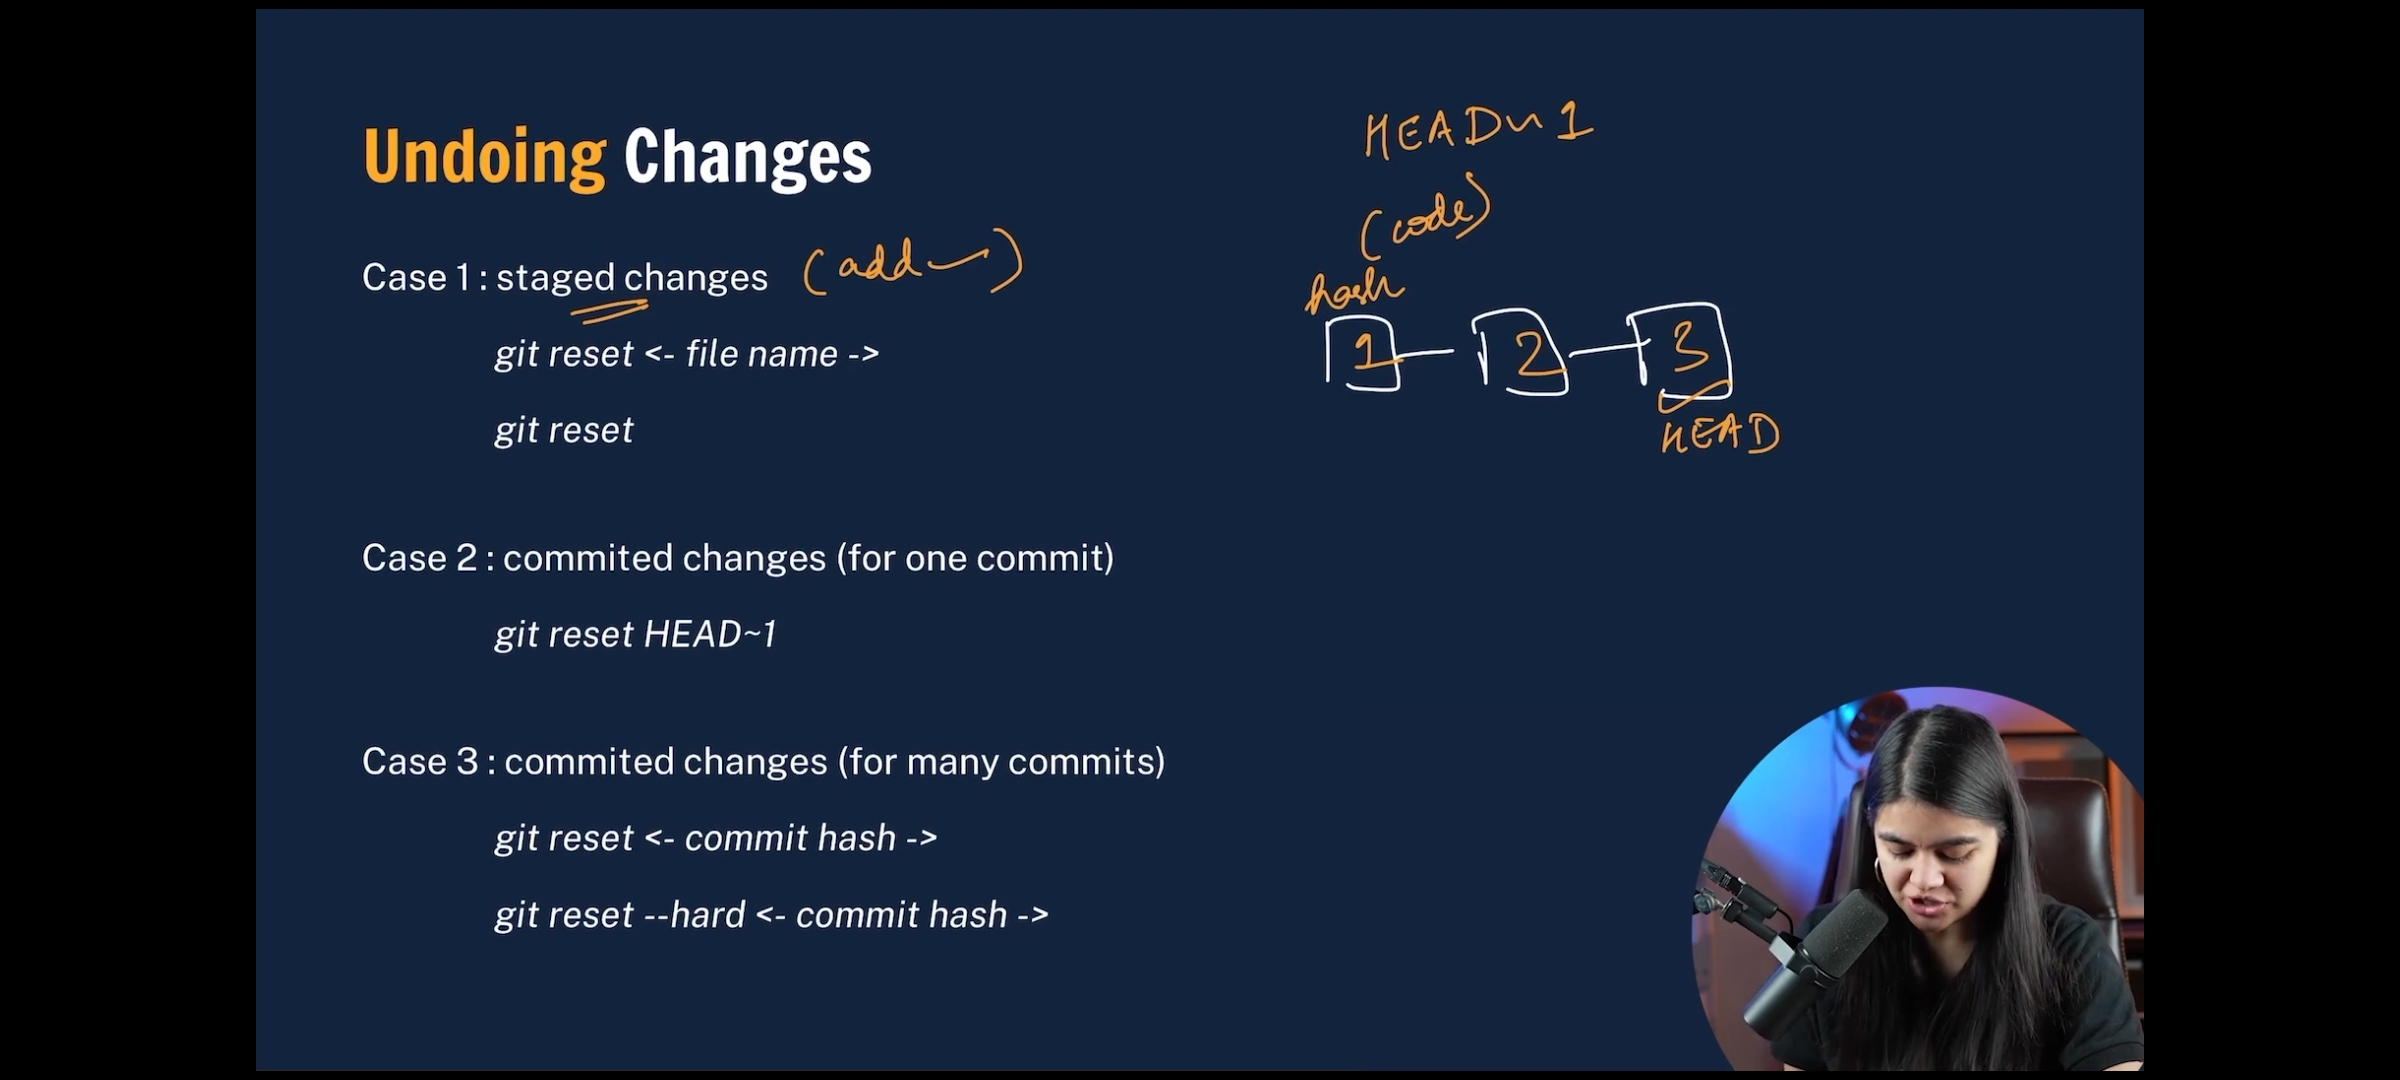 Undoing Changes
Case 1 : staged changes (add )
git reset <- file name ->
git reset
Case 2 : commited changes (for one commit)
git reset HEAD~1
Case 3 : commited changes (for many commits)
git reset <- commit hash ->
git reset --hard <- commit hash ->
HEAD~1
(code)
hash
1 2 3
HEAD